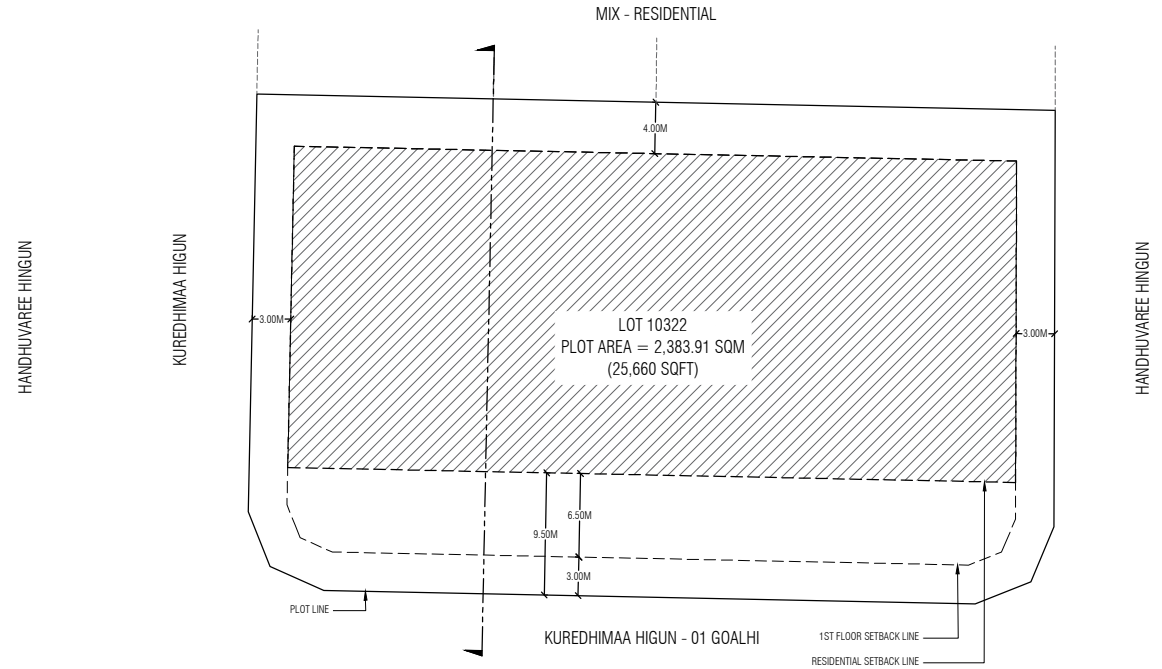 MIX - RESIDENTIAL
4.00M
HANDHUVAREE HINGUN
KUREDHIMAA HIGUN
3.00M
LOT 10322
PLOT AREA = 2,383.91 SQM
(25,660 SQFT)
3.00M
HANDHUVAREE HINGUN
6.50M
9.50M
3.00M
PLOT LINE
KUREDHIMAA HIGUN - 01 GOALHI
1ST FLOOR SETBACK LINE
RESIDENTIAL SETBACK LINE